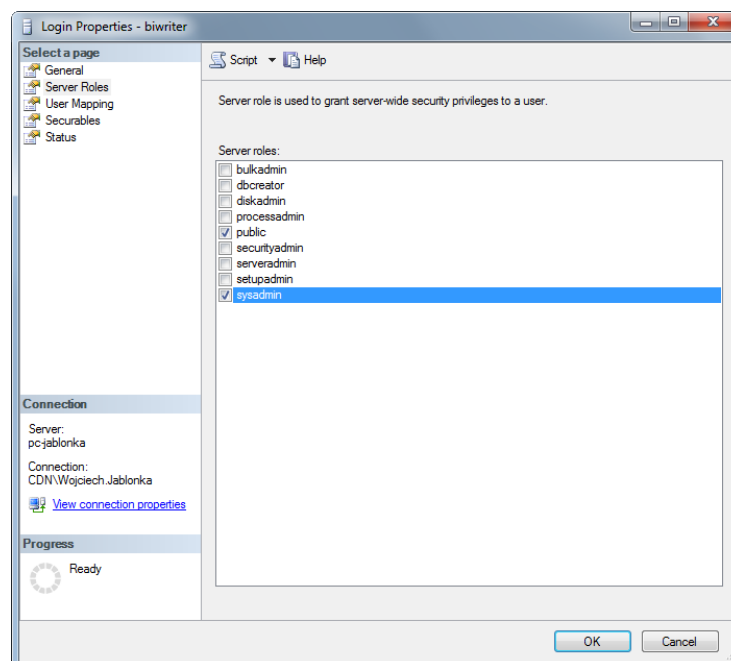 Login Properties - biwriter
Select a page
General
Server Roles
User Mapping
Securables
Status
Script Help
Server role is used to grant server-wide security privileges to a user.
Server roles:
bulkadmin
dbcreator
diskadmin
processadmin
public
securityadmin
serveradmin
setupadmin
sysadmin
Connection
Server:
pc-jablonka
Connection:
CDN\Wojciech.Jablonka
View connection properties
Progress
Ready
OK Cancel